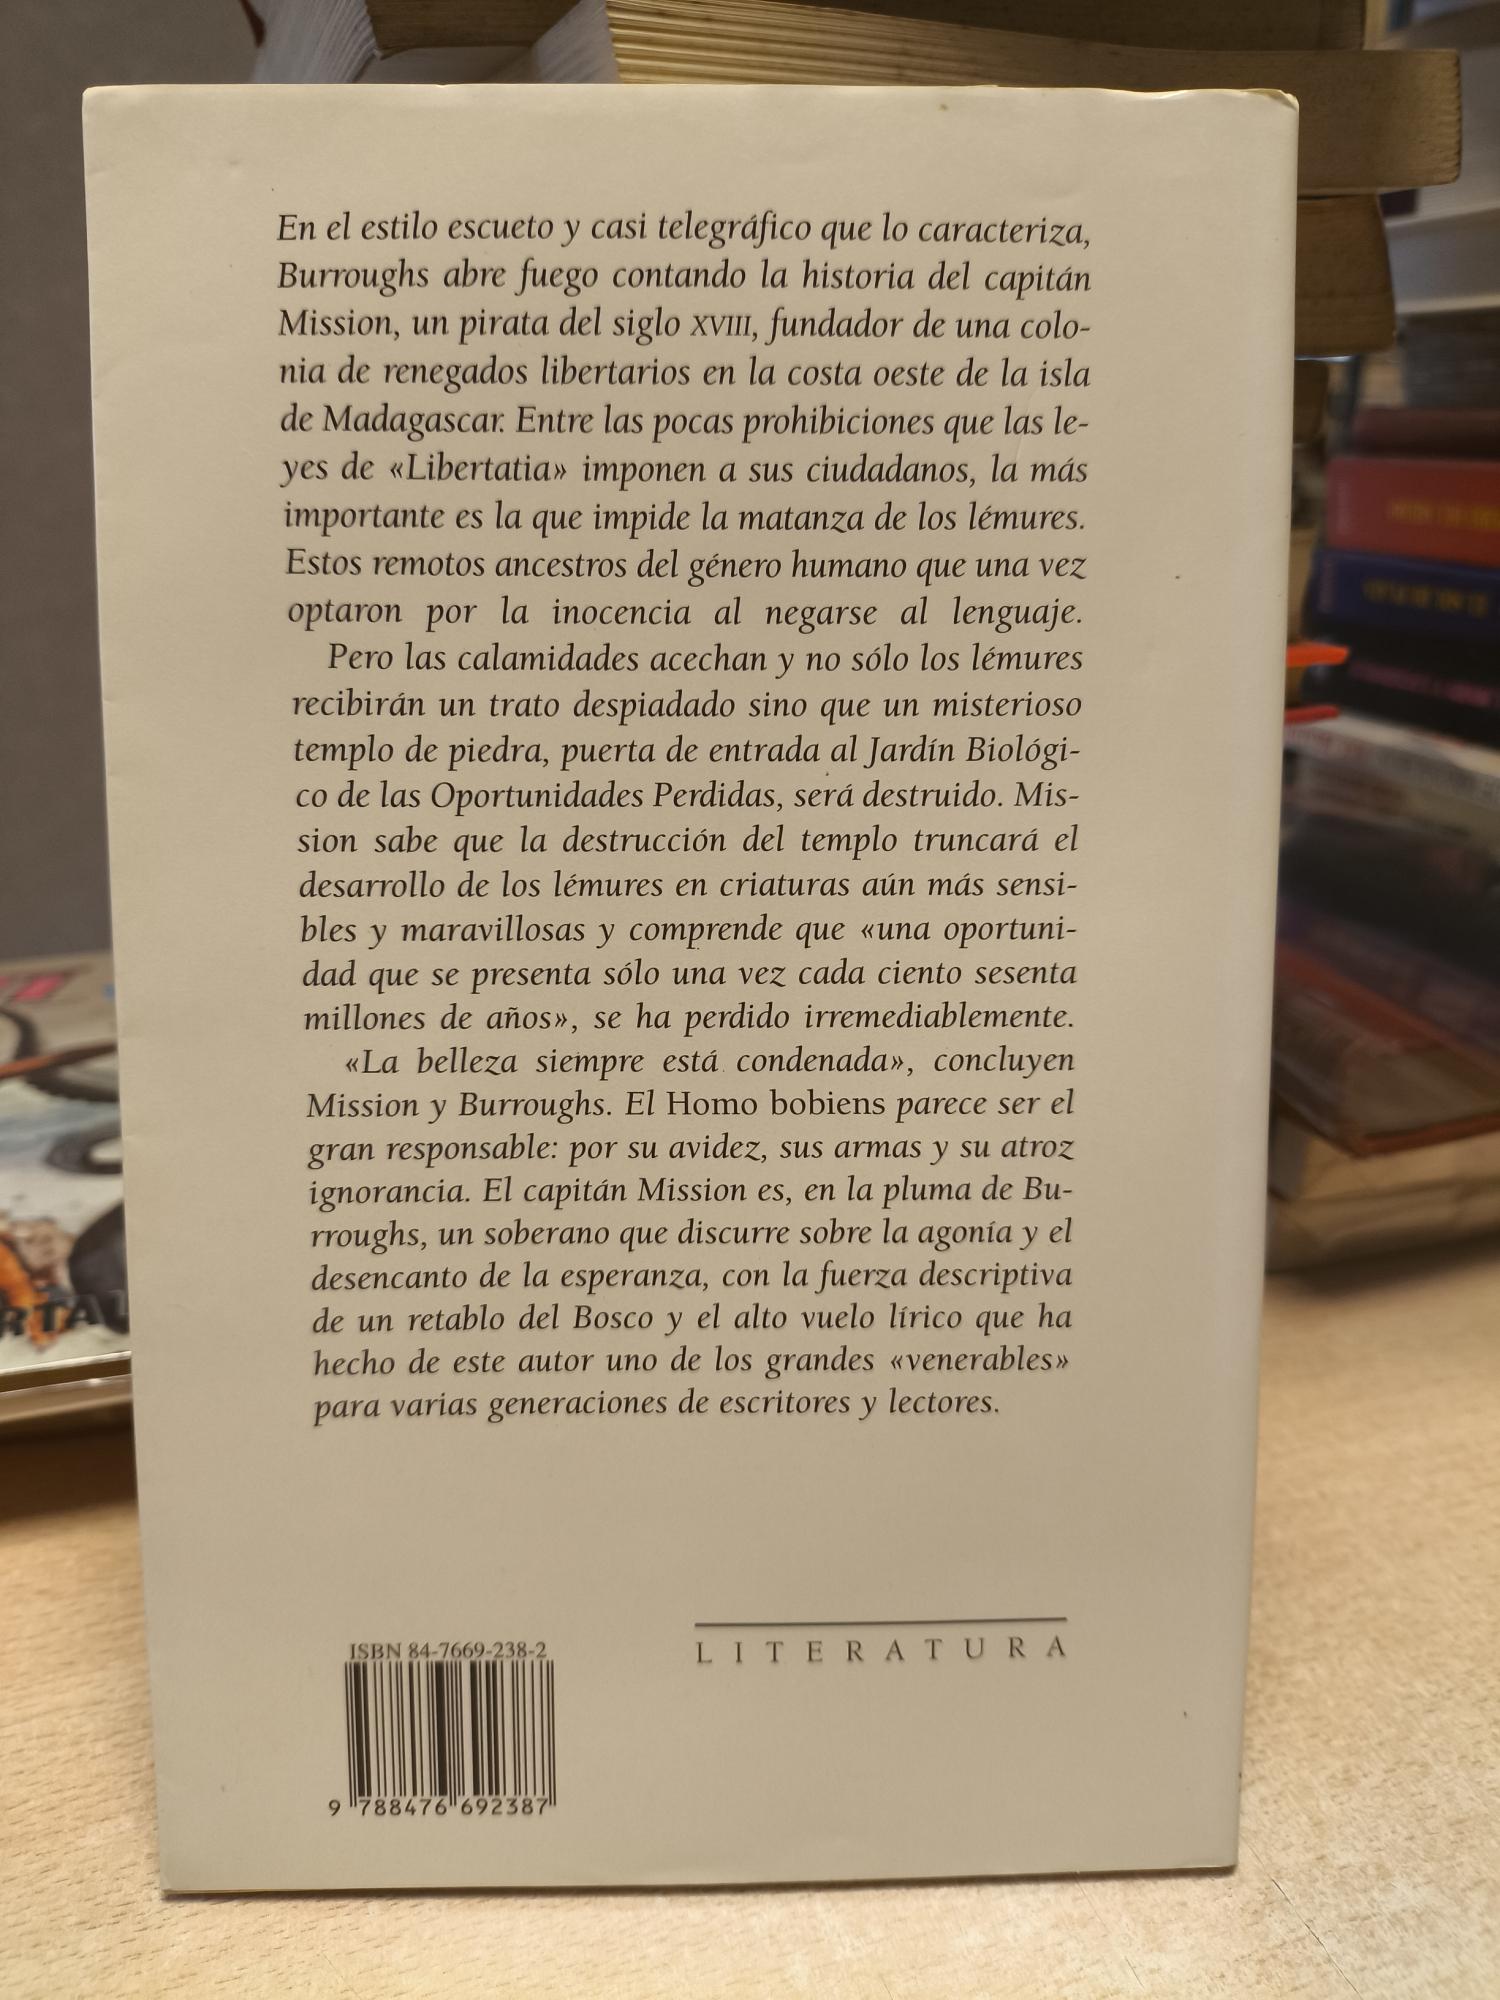 En el estilo escueto y casi telegráfico que lo caracteriza,
Burroughs abre fuego contando la historia del capitán
Mission, un pirata del siglo XVIII, fundador de una colo-
nia de renegados libertarios en la costa oeste de la isla
de Madagascar. Entre las pocas prohibiciones que las le-
yes de «Libertatia» imponen a sus ciudadanos, la más
importante es la que impide la matanza de los lémures.
Estos remotos ancestros del género humano que una vez
optaron por la inocencia al negarse al lenguaje.
Pero las calamidades acechan y no sólo los lémures
recibirán un trato despiadado sino que un misterioso
templo de piedra, puerta de entrada al Jardín Biológi-
co de las Oportunidades Perdidas, será destruido. Mis-
sion sabe que la destrucción del templo truncará el
desarrollo de los lémures en criaturas aún más sensi-
bles y maravillosas y comprende que «una oportuni-
dad que se presenta sólo una vez cada ciento sesenta
millones de años», se ha perdido irremediablemente.
«La belleza siempre está condenada», concluyen
Mission y Burroughs. El Homo bobiens parece ser el
gran responsable: por su avidez, sus armas y su atroz
ignorancia. El capitán Mission es, en la pluma de Bu-
rroughs, un soberano que discurre sobre la agonía y el
desencanto de la esperanza, con la fuerza descriptiva
de un retablo del Bosco y el alto vuelo lírico que ha
hecho de este autor uno de los grandes «venerables»
para varias generaciones de escritores y lectores.
ISBN 84-7669-238-2
9 788476 692387
LITERATURA